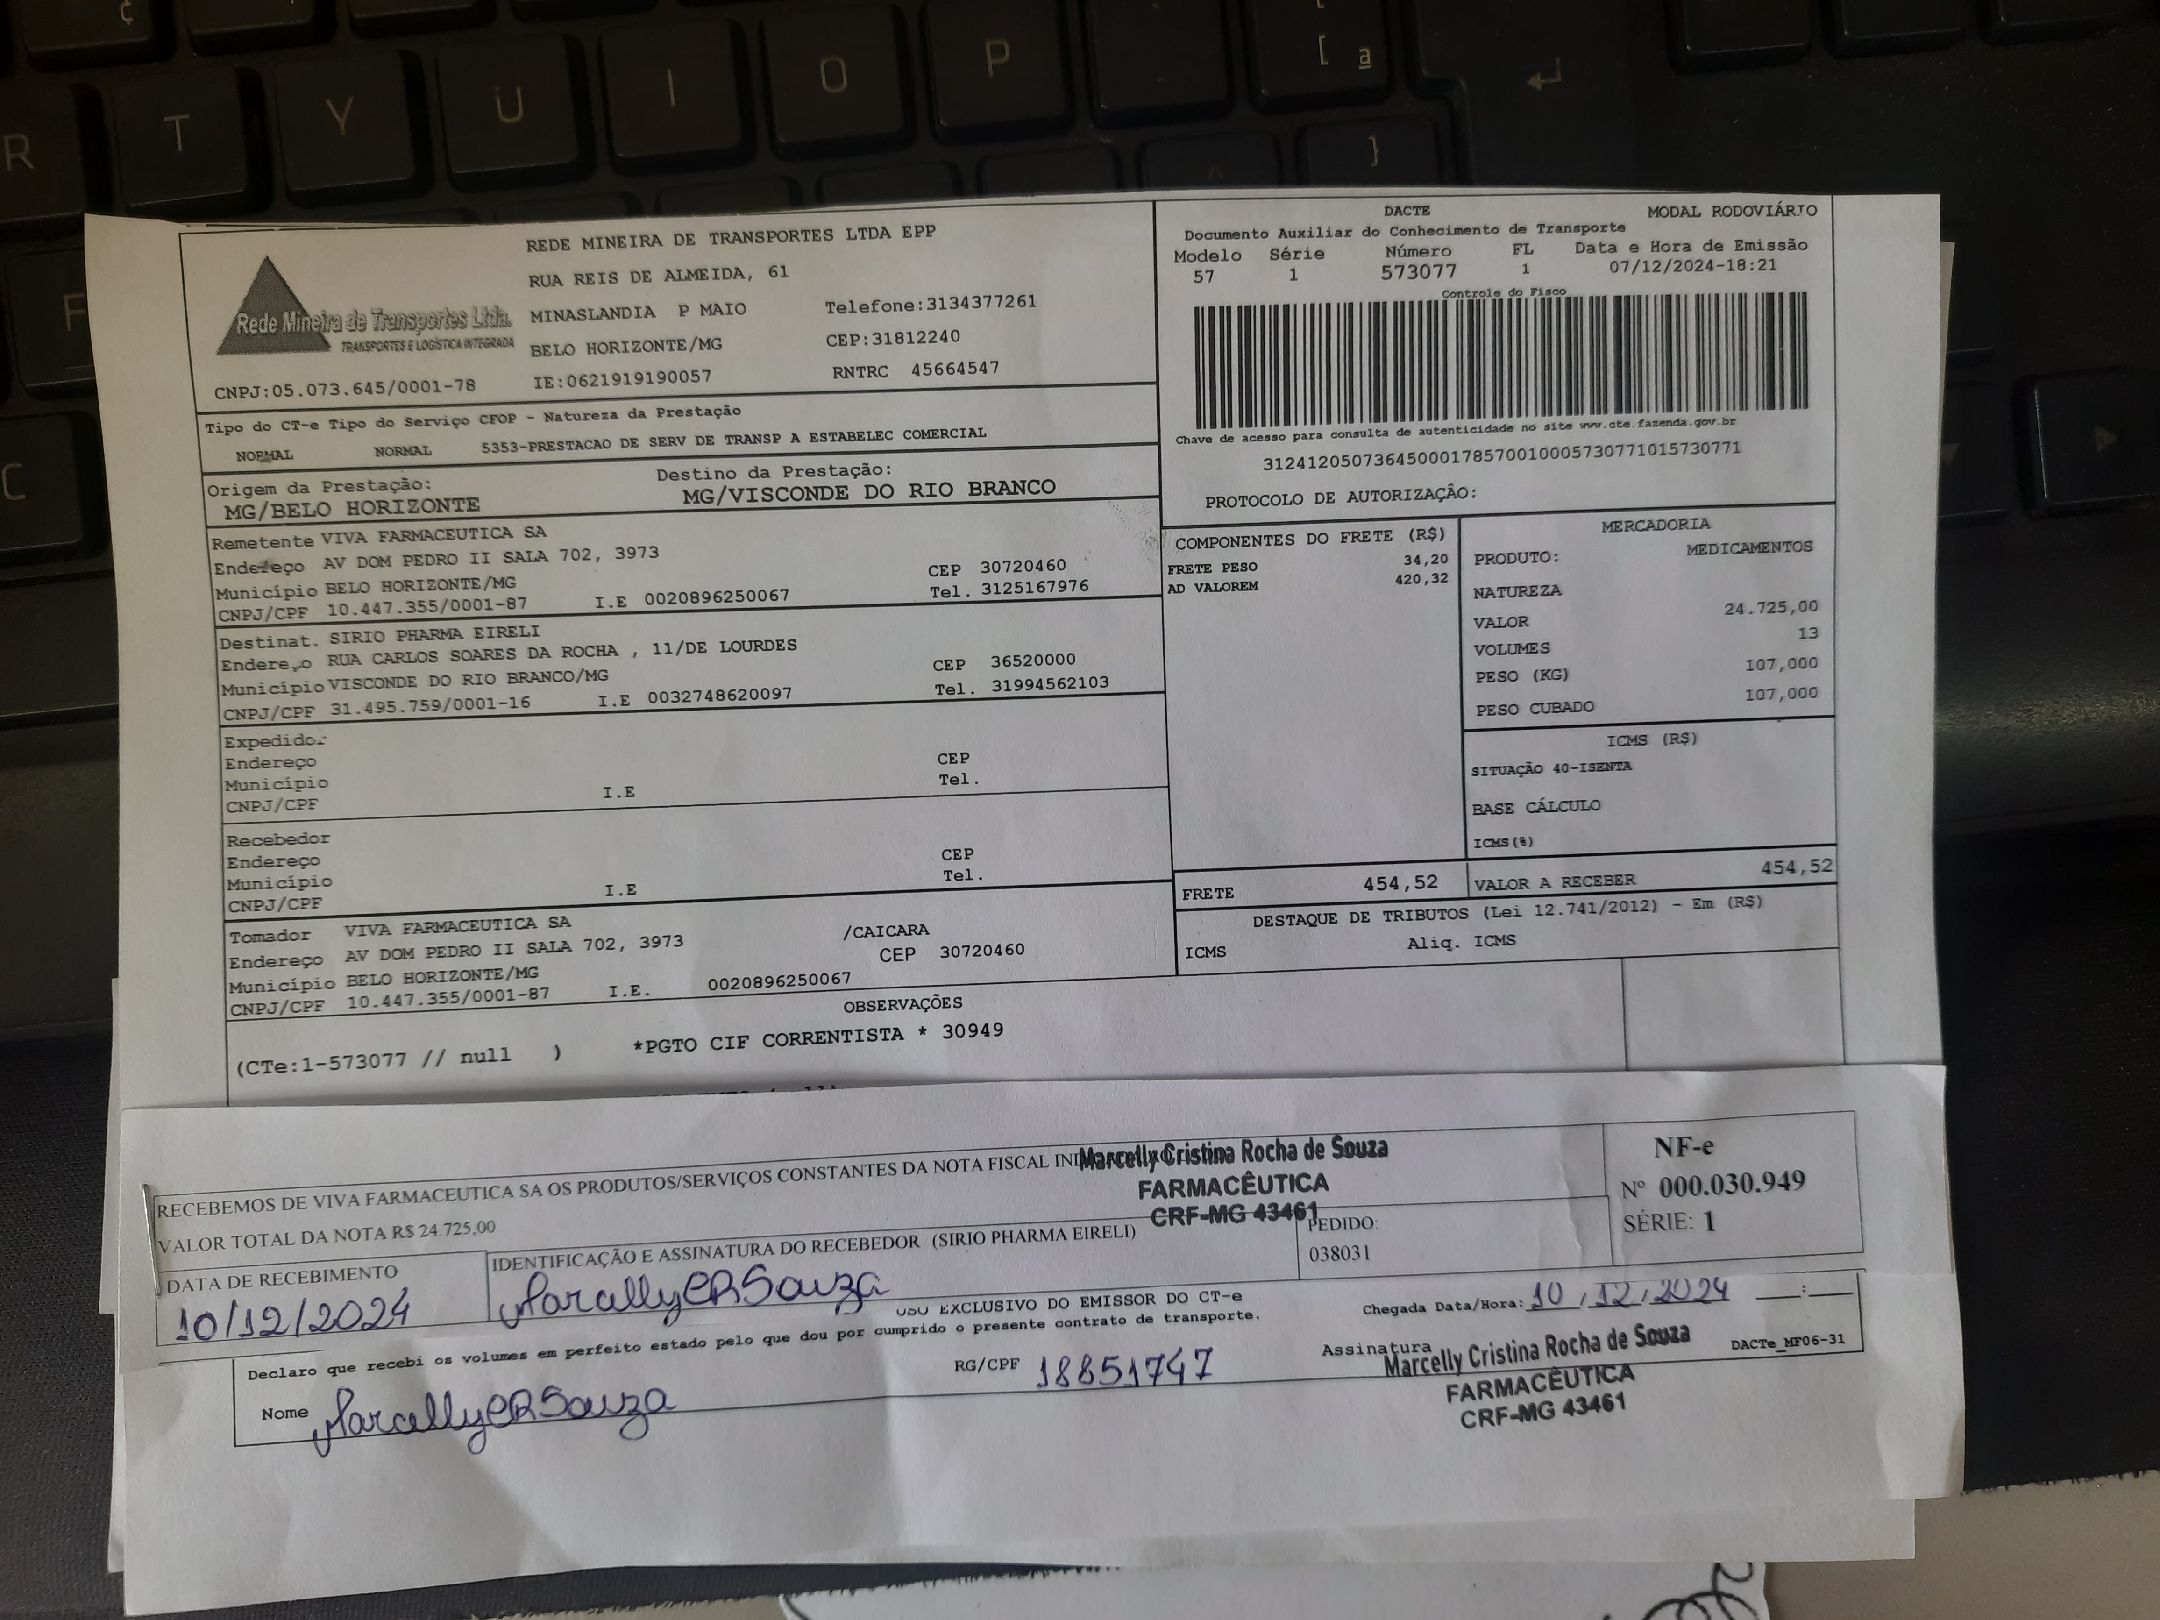 REDE MINEIRA DE TRANSPORTES LTDA EPP
RUA REIS DE ALMEIDA, 61
MINASLANDIA P MAIO Telefone:3134377261
BELO HORIZONTE/MG CEP:31812240
IE:0621919190057 RNTRC 45664547
Rede Mineira de Transportes Ltda.
TRANSPORTES E LOGÍSTICA INTEGRADA
CNPJ:05.073.645/0001-78
DACTE MODAL RODOVIÁRIO
Documento Auxiliar do Conhecimento de Transporte
Modelo Série Número FL Data e Hora de Emissão
57 1 573077 1 07/12/2024-18:21
Controle do Fisco
Chave de acesso para consulta de autenticidade no site www.cte.fazenda.gov.br
31241205073645000178570010005730771015730771
PROTOCOLO DE AUTORIZAÇÃO:
Tipo do CT-e Tipo do Serviço CFOP - Natureza da Prestação
NORMAL NORMAL 5353-PRESTACAO DE SERV DE TRANSP A ESTABELEC COMERCIAL
Origem da Prestação: Destino da Prestação:
MG/BELO HORIZONTE MG/VISCONDE DO RIO BRANCO
Remetente VIVA FARMACEUTICA SA
Endereço AV DOM PEDRO II SALA 702, 3973
Município BELO HORIZONTE/MG CEP 30720460
CNPJ/CPF 10.447.355/0001-87 I.E 0020896250067 Tel. 3125167976
Destinat. SIRIO PHARMA EIRELI
Endereço RUA CARLOS SOARES DA ROCHA , 11/DE LOURDES
Município VISCONDE DO RIO BRANCO/MG CEP 36520000
CNPJ/CPF 31.495.759/0001-16 I.E 0032748620097 Tel. 31994562103
Expedidor
Endereço CEP
Município Tel.
CNPJ/CPF I.E
Recebedor
Endereço CEP
Município Tel.
CNPJ/CPF I.E
Tomador VIVA FARMACEUTICA SA
Endereço AV DOM PEDRO II SALA 702, 3973 /CAICARA
Município BELO HORIZONTE/MG CEP 30720460
CNPJ/CPF 10.447.355/0001-87 I.E. 0020896250067
COMPONENTES DO FRETE (R$)
FRETE PESO 34,20
AD VALOREM 420,32
MERCADORIA
PRODUTO: MEDICAMENTOS
NATUREZA
VALOR 24.725,00
VOLUMES 13
PESO (KG) 107,000
PESO CUBADO 107,000
ICMS (R$)
SITUAÇÃO 40-ISENTA
BASE CÁLCULO
ICMS(%)
FRETE 454,52 VALOR A RECEBER 454,52
DESTAQUE DE TRIBUTOS (Lei 12.741/2012) - Em (R$)
ICMS Aliq. ICMS
OBSERVAÇÕES
(CTe:1-573077 // null ) *PGTO CIF CORRENTISTA * 30949
RECEBEMOS DE VIVA FARMACEUTICA SA OS PRODUTOS/SERVIÇOS CONSTANTES DA NOTA FISCAL
VALOR TOTAL DA NOTA R$ 24.725,00
Marcelly Cristina Rocha de Souza
FARMACÊUTICA
CRF-MG 43461
NF-e
Nº 000.030.949
SÉRIE: 1
DATA DE RECEBIMENTO IDENTIFICAÇÃO E ASSINATURA DO RECEBEDOR (SIRIO PHARMA EIRELI) PEDIDO:
10/12/2024 MarcellyCRSouza 038031
USO EXCLUSIVO DO EMISSOR DO CT-e Chegada Data/Hora: 10/12/2024 __:__
Declaro que recebi os volumes em perfeito estado pelo que dou por cumprido o presente contrato de transporte.
Nome MarcellyCRSouza RG/CPF 18851747 Assinatura DACTe_MF06-31
Marcelly Cristina Rocha de Souza
FARMACÊUTICA
CRF-MG 43461
R T Y U I O P [ ª
F }
C